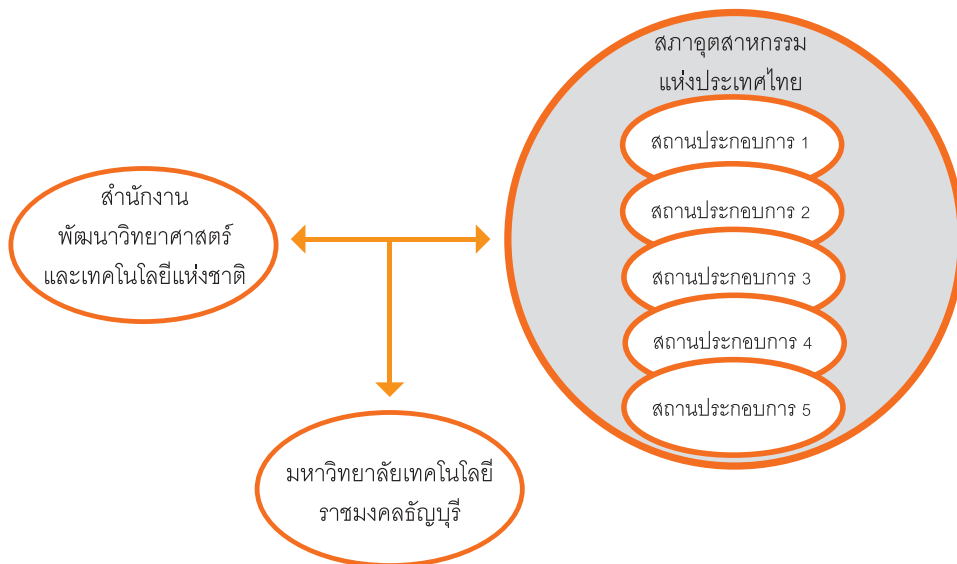 สำนักงาน
พัฒนาวิทยาศาสตร์
และเทคโนโลยีแห่งชาติ
สภาอุตสาหกรรม
แห่งประเทศไทย
สถานประกอบการ 1
สถานประกอบการ 2
สถานประกอบการ 3
สถานประกอบการ 4
สถานประกอบการ 5
มหาวิทยาลัยเทคโนโลยี
ราชมงคลธัญบุรี